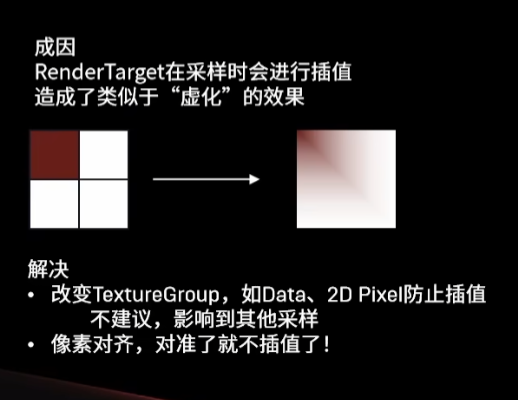 成因
RenderTarget在采样时会进行插值
造成了类似于“虚化”的效果
解决
• 改变TextureGroup，如Data、2D Pixel防止插值
不建议，影响到其他采样
• 像素对齐，对准了就不插值了！